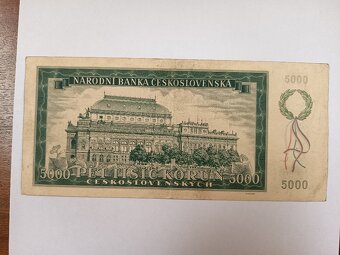 NÁRODNÍ BANKA ČESKOSLOVENSKÁ
5000
5000 PĚT TISÍC KORUN 5000
ČESKOSLOVENSKÝCH
5000